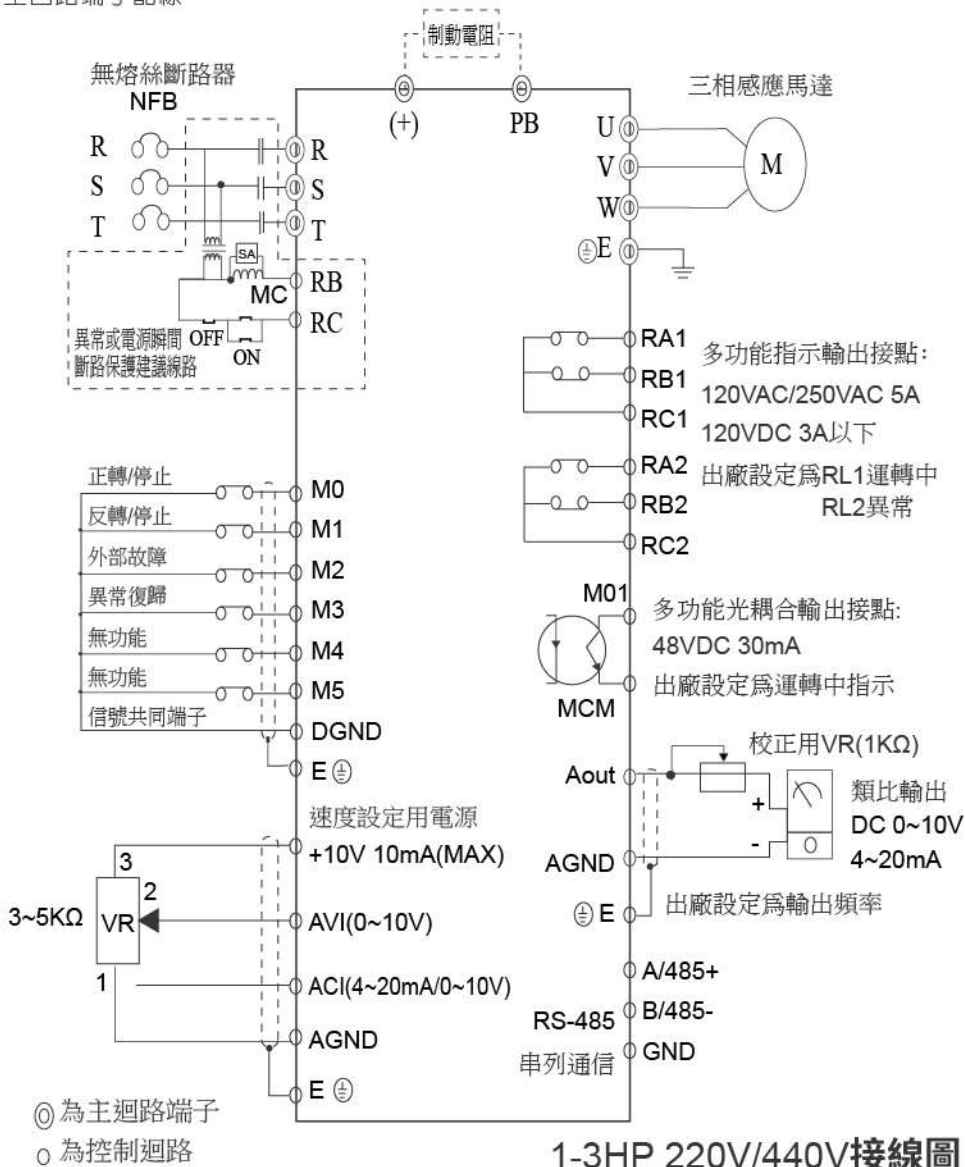 主回路端子配線
制動電阻
無熔絲斷路器
NFB
三相感應馬達
(+)
PB
R
S
T
R
S
T
U
V
W
E
M
SA
MC
RB
RC
OFF
ON
異常或電源瞬間
斷路保護建議線路
RA1
RB1
RC1
多功能指示輸出接點:
120VAC/250VAC 5A
120VDC 3A以下
RA2
RB2
RC2
出廠設定爲RL1運轉中
RL2異常
正轉/停止
M0
反轉/停止
M1
外部故障
M2
異常復歸
M3
無功能
M4
無功能
M5
信號共同端子
DGND
E
M01
MCM
多功能光耦合輸出接點:
48VDC 30mA
出廠設定爲運轉中指示
速度設定用電源
+10V 10mA(MAX)
3
2
1
3~5KΩ
VR
AVI(0~10V)
ACI(4~20mA/0~10V)
AGND
E
校正用VR(1KΩ)
Aout
+
-
0
AGND
E
類比輸出
DC 0~10V
4~20mA
出廠設定爲輸出頻率
A/485+
B/485-
GND
RS-485
串列通信
為主迴路端子
為控制迴路
1-3HP 220V/440V接線圖